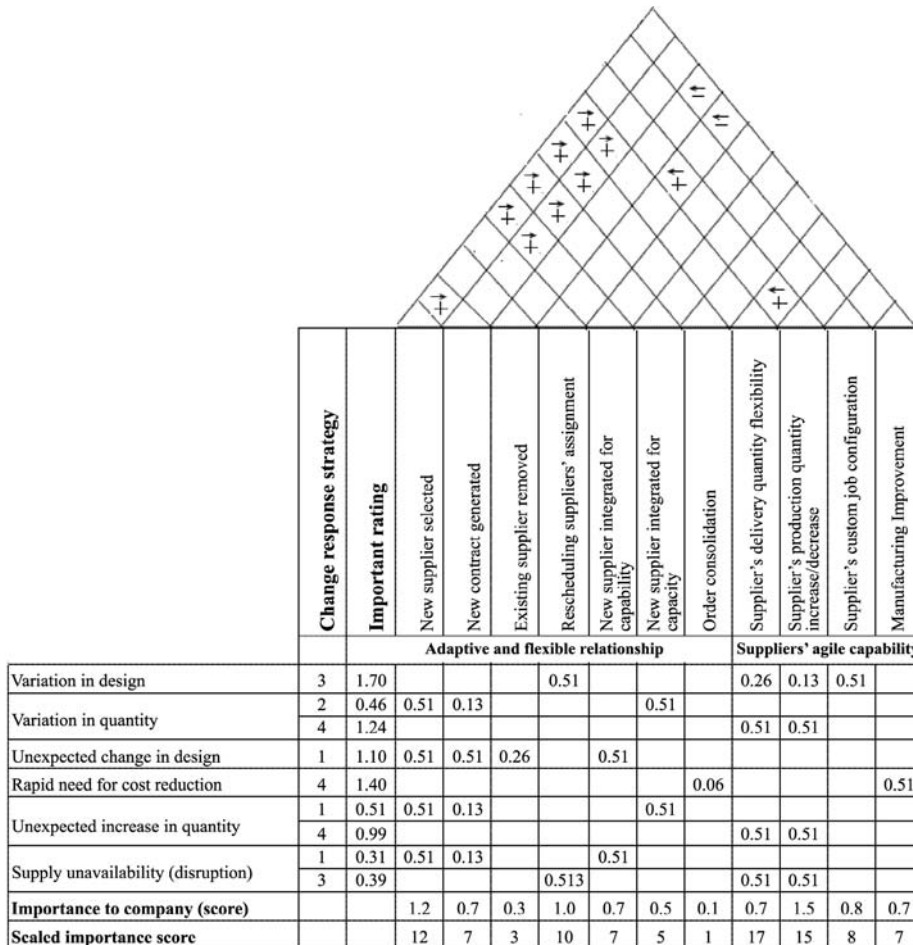 Change response strategy
Important rating
New supplier selected
New contract generated
Existing supplier removed
Rescheduling suppliers' assignment
New supplier integrated for
capability
New supplier integrated for
capacity
Order consolidation
Supplier's delivery quantity flexibility
Supplier's production quantity
increase/decrease
Supplier's custom job configuration
Manufacturing Improvement
Adaptive and flexible relationship Suppliers' agile capability
Variation in design 3 1.70 0.51 0.26 0.13 0.51
Variation in quantity
2 0.46 0.51 0.13 0.51
4 1.24 0.51 0.51
Unexpected change in design 1 1.10 0.51 0.51 0.26 0.51
Rapid need for cost reduction 4 1.40 0.06 0.51
Unexpected increase in quantity
1 0.51 0.51 0.13 0.51
4 0.99 0.51 0.51
Supply unavailability (disruption)
1 0.31 0.51 0.13 0.51
3 0.39 0.513 0.51 0.51
Importance to company (score) 1.2 0.7 0.3 1.0 0.7 0.5 0.1 0.7 1.5 0.8 0.7
Scaled importance score 12 7 3 10 7 5 1 17 15 8 7